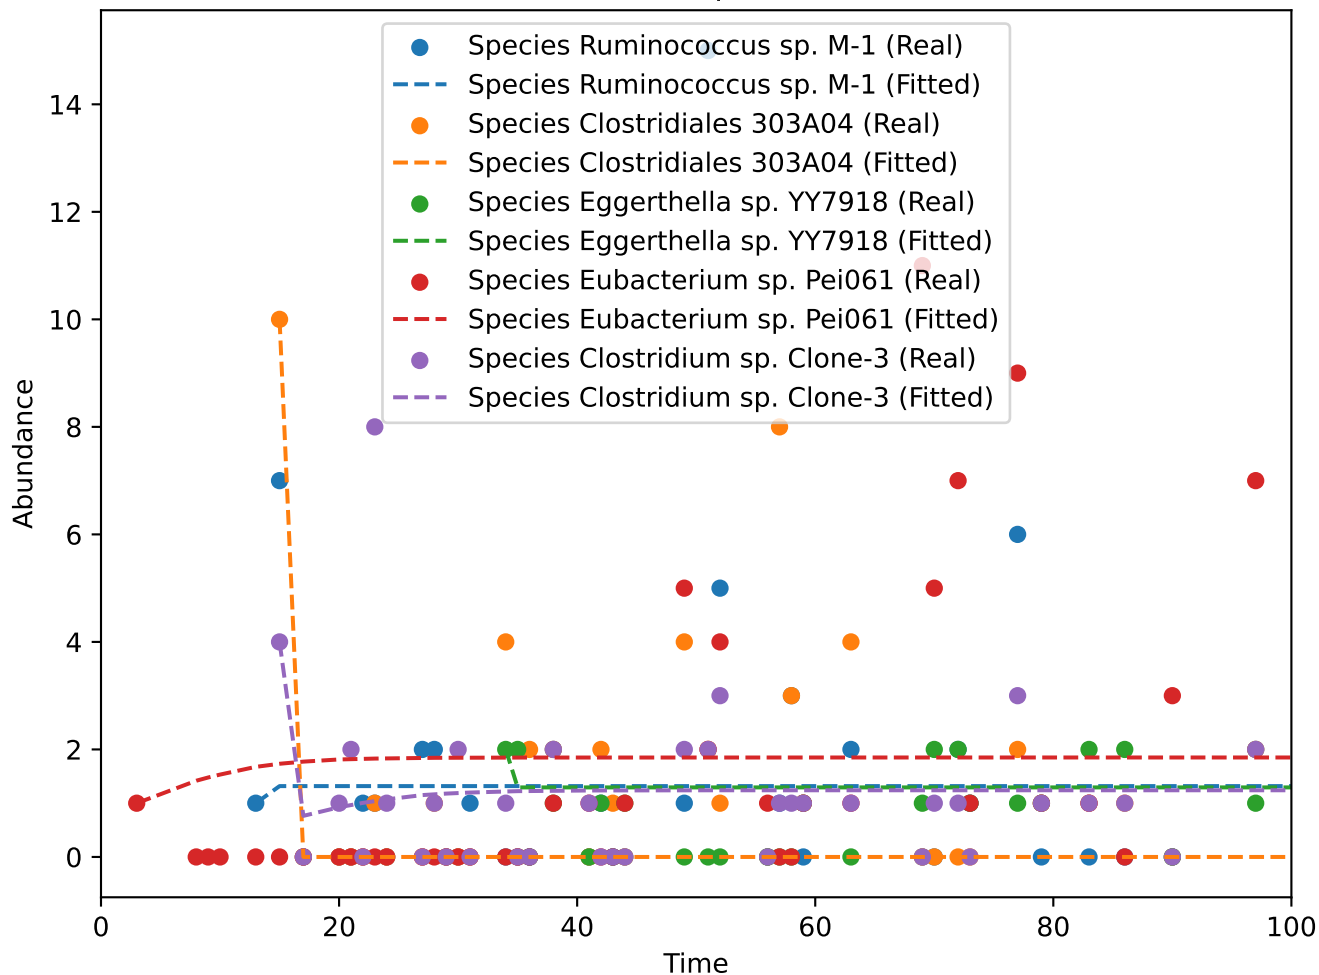 Species Ruminococcus sp. M-1 (Real)
Species Ruminococcus sp. M-1 (Fitted)
Species Clostridiales 303A04 (Real)
Species Clostridiales 303A04 (Fitted)
Species Eggerthella sp. YY7918 (Real)
Species Eggerthella sp. YY7918 (Fitted)
Species Eubacterium sp. Pei061 (Real)
Species Eubacterium sp. Pei061 (Fitted)
Species Clostridium sp. Clone-3 (Real)
Species Clostridium sp. Clone-3 (Fitted)
Abundance
14
12
10
8
6
4
2
0
0 20 40 60 80 100
Time